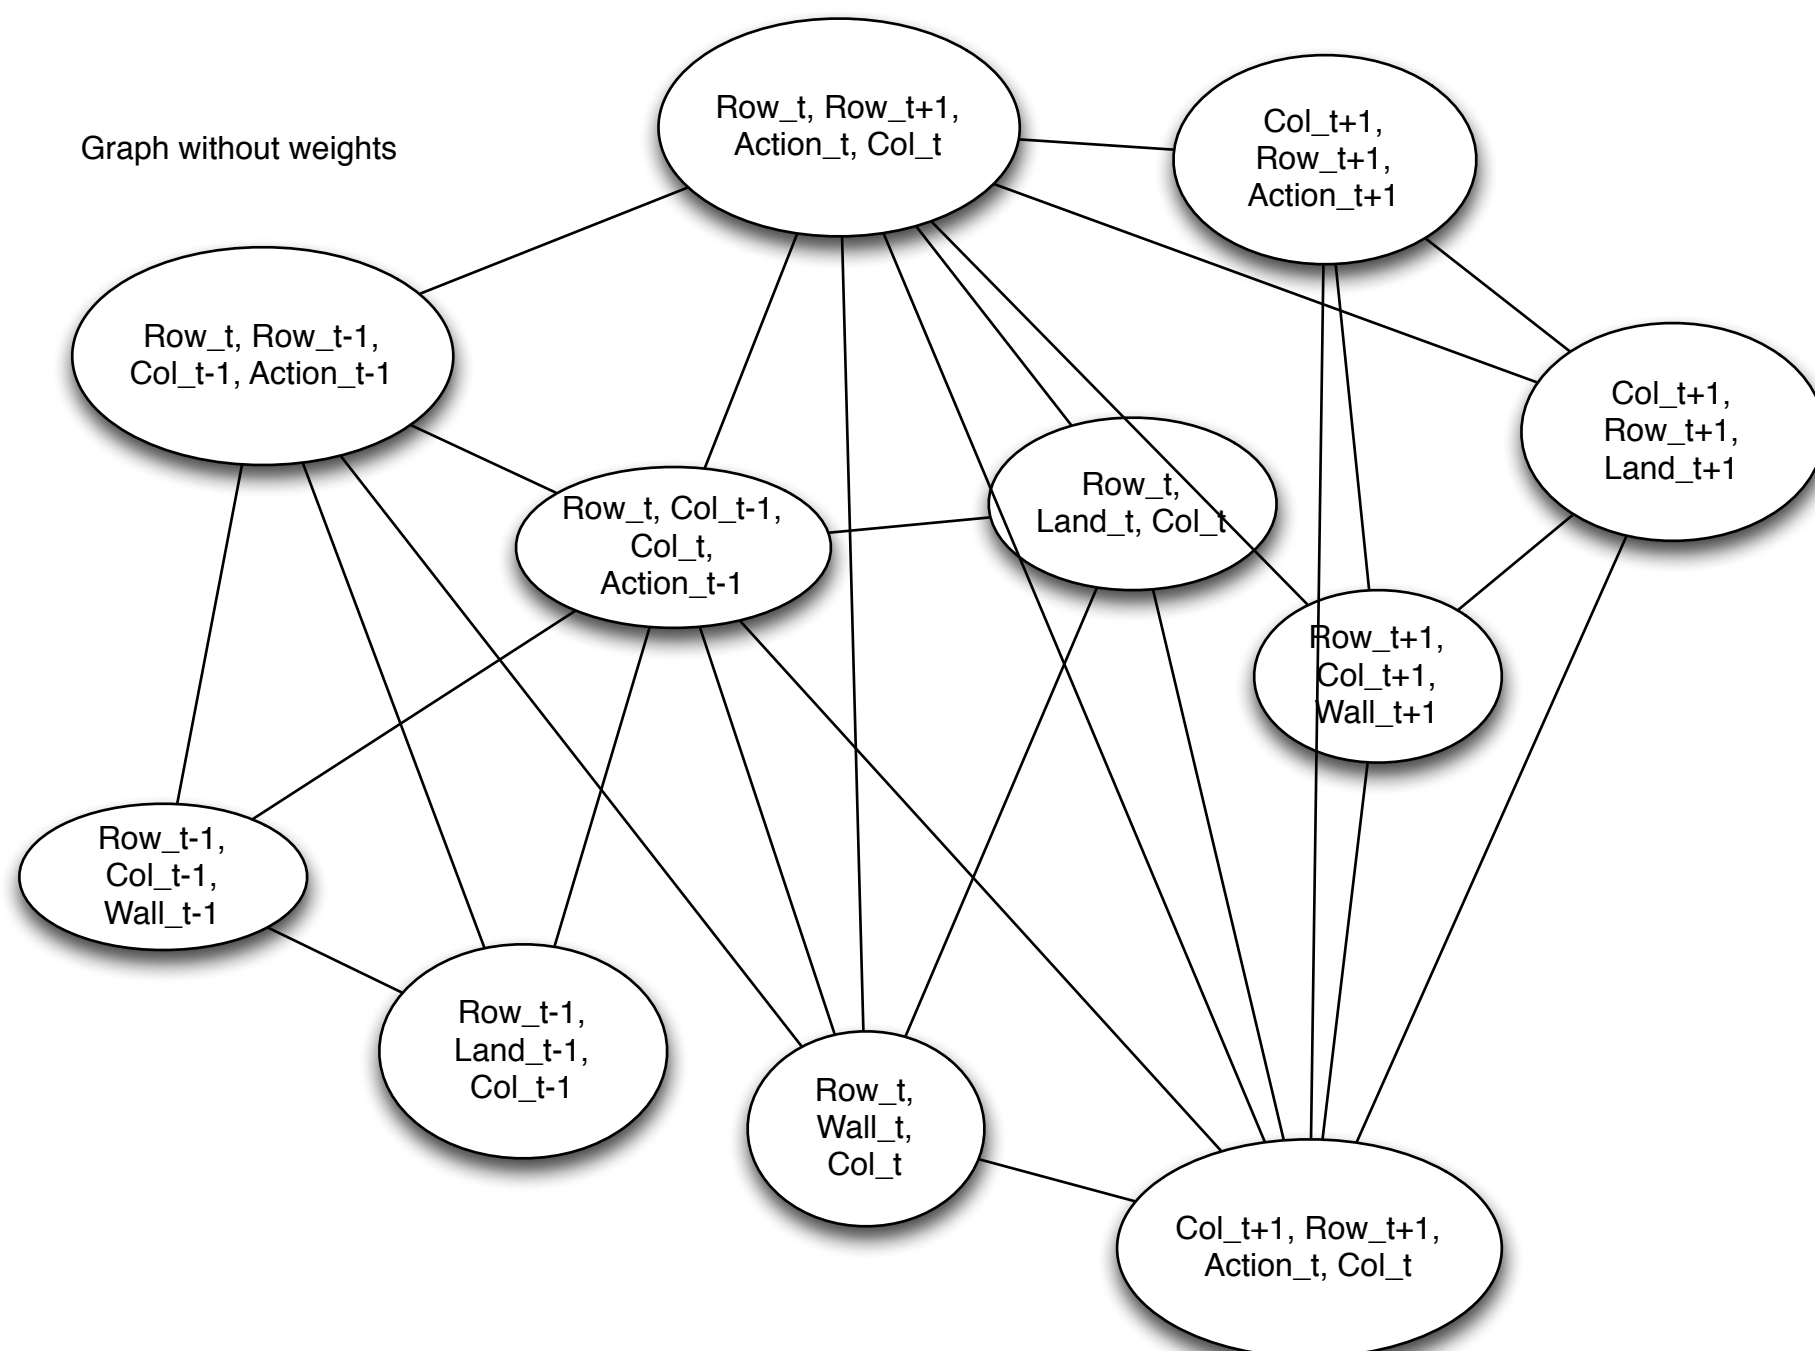 Graph without weights
Row_t, Row_t+1,
Action_t, Col_t
Col_t+1,
Row_t+1,
Action_t+1
Row_t, Row_t-1,
Col_t-1, Action_t-1
Col_t+1,
Row_t+1,
Land_t+1
Row_t, Col_t-1,
Col_t,
Action_t-1
Row_t,
Land_t, Col_t
Row_t+1,
Col_t+1,
Wall_t+1
Row_t-1,
Col_t-1,
Wall_t-1
Row_t-1,
Land_t-1,
Col_t-1
Row_t,
Wall_t,
Col_t
Col_t+1, Row_t+1,
Action_t, Col_t